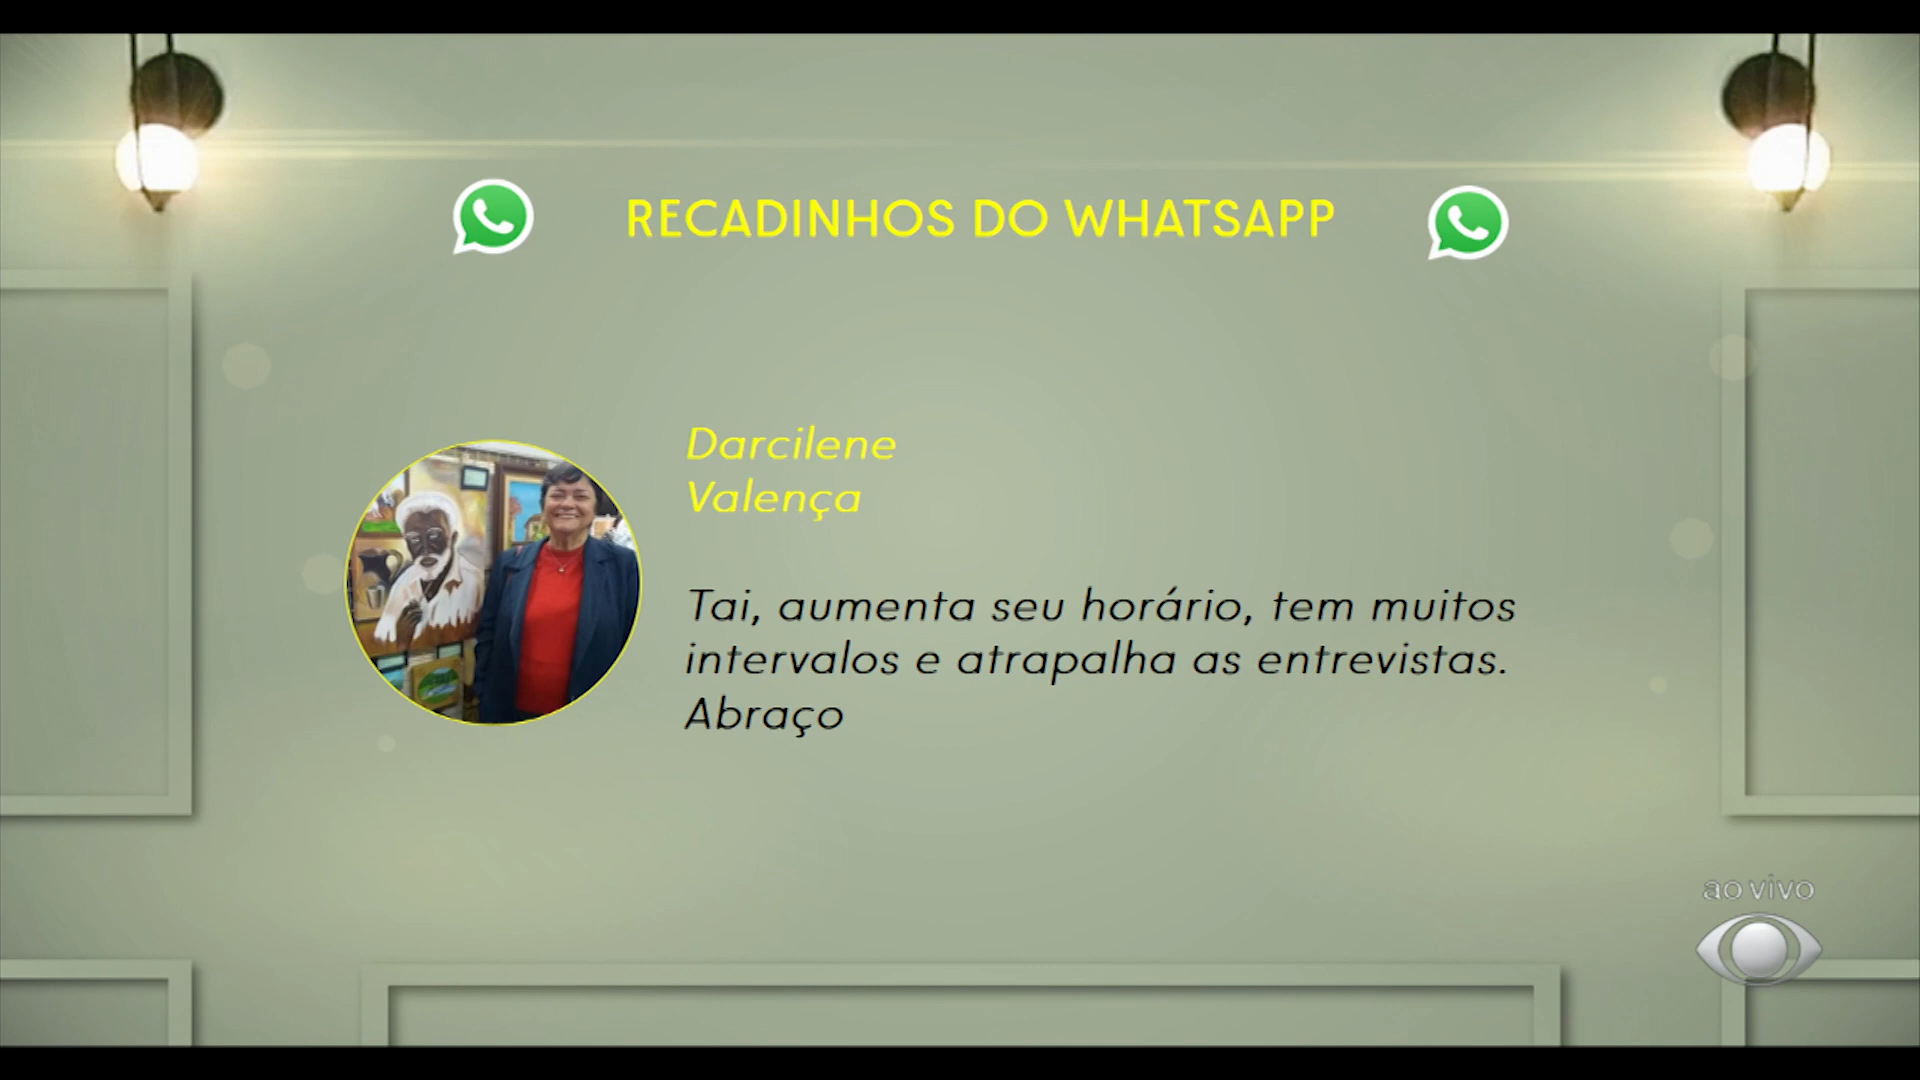 RECADINHOS DO WHATSAPP
Darcilene
Valença
Tai, aumenta seu horário, tem muitos
intervalos e atrapalha as entrevistas.
Abraço
ao vivo